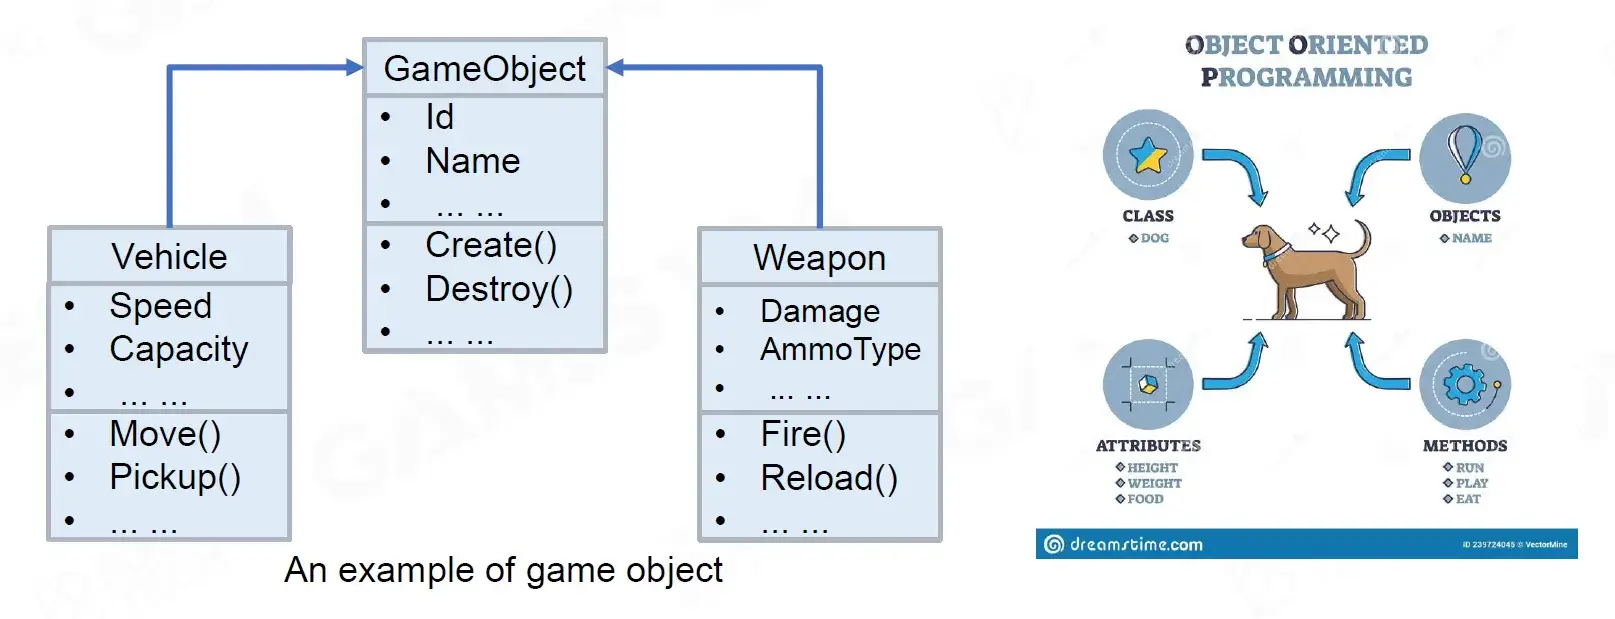 GameObject
• Id
• Name
• ... ...
• Create()
• Destroy()
• ... ...
Vehicle
• Speed
• Capacity
• ... ...
• Move()
• Pickup()
• ... ...
Weapon
• Damage
• AmmoType
• ... ...
• Fire()
• Reload()
• ... ...
An example of game object
OBJECT ORIENTED
PROGRAMMING
CLASS
DOG
OBJECTS
NAME
ATTRIBUTES
HEIGHT
WEIGHT
FOOD
METHODS
RUN
PLAY
EAT
dreamstime.com
ID 239724045 © VectorMine